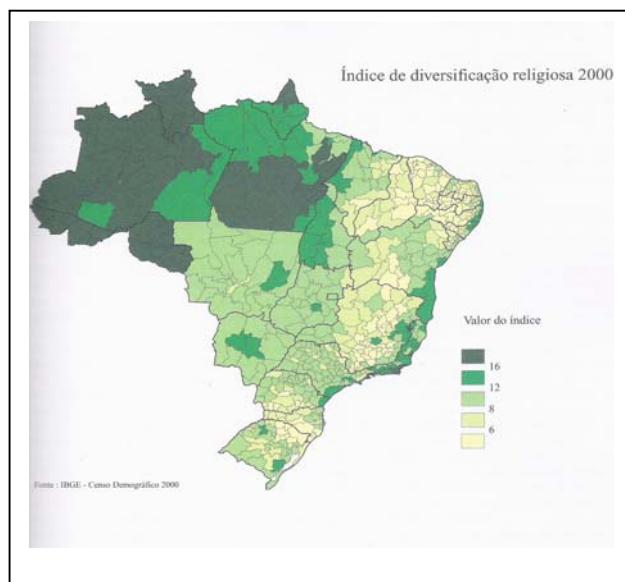 Índice de diversificação religiosa 2000
Valor do índice
16
12
8
6
Fonte : IBGE - Censo Demográfico 2000